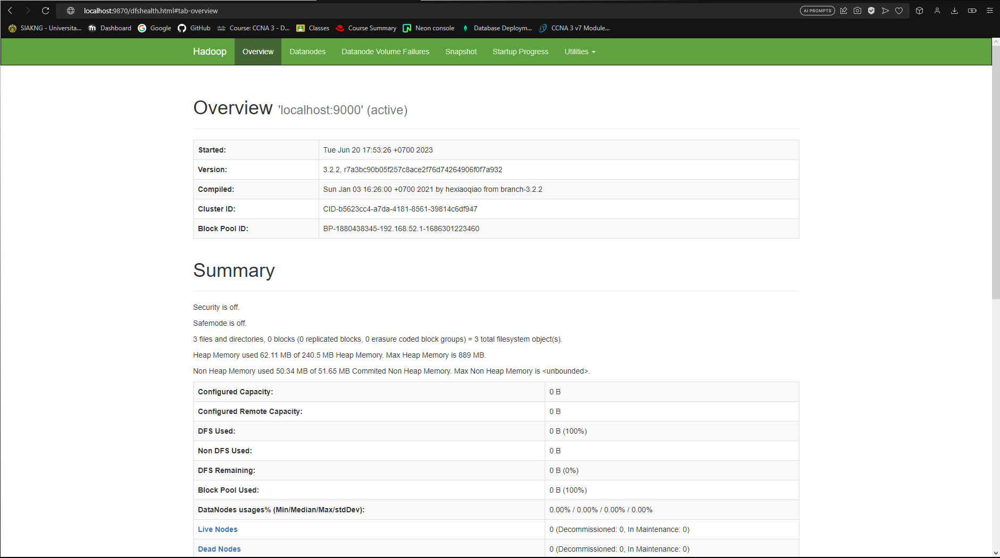 localhost:9870/dfshealth.html#tab-overview
AI PROMPTS
SIAKNG - Universita... Dashboard Google GitHub Course: CCNA 3 - D... Classes Course Summary Neon console Database Deploym... CCNA 3 v7 Module...
Hadoop Overview Datanodes Datanode Volume Failures Snapshot Startup Progress Utilities
Overview 'localhost:9000' (active)
Started: Tue Jun 20 17:53:26 +0700 2023
Version: 3.2.2, r7a3bc90b05f257c8ace2f76d74264906f0f7a932
Compiled: Sun Jan 03 16:26:00 +0700 2021 by hexiaoqiao from branch-3.2.2
Cluster ID: CID-b5623cc4-a7da-4181-8561-39814c6df947
Block Pool ID: BP-1880438345-192.168.52.1-1686301223460
Summary
Security is off.
Safemode is off.
3 files and directories, 0 blocks (0 replicated blocks, 0 erasure coded block groups) = 3 total filesystem object(s).
Heap Memory used 62.11 MB of 240.5 MB Heap Memory. Max Heap Memory is 889 MB.
Non Heap Memory used 50.34 MB of 51.65 MB Commited Non Heap Memory. Max Non Heap Memory is <unbounded>.
Configured Capacity: 0 B
Configured Remote Capacity: 0 B
DFS Used: 0 B (100%)
Non DFS Used: 0 B
DFS Remaining: 0 B (0%)
Block Pool Used: 0 B (100%)
DataNodes usages% (Min/Median/Max/stdDev): 0.00% / 0.00% / 0.00% / 0.00%
Live Nodes 0 (Decommissioned: 0, In Maintenance: 0)
Dead Nodes 0 (Decommissioned: 0, In Maintenance: 0)